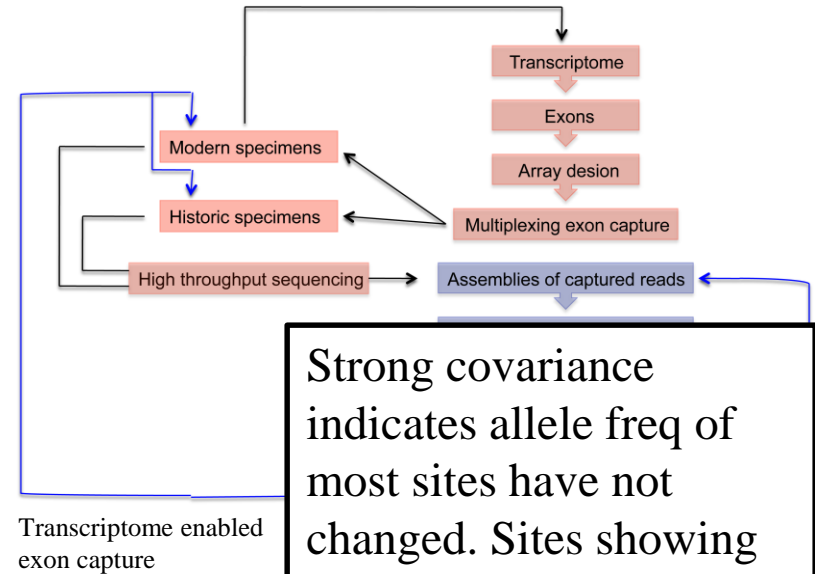 Transcriptome
Exons
Modern specimens
Array desion
Historic specimens
Multiplexing exon capture
High throughput sequencing
Assemblies of captured reads
Strong covariance
indicates allele freq of
most sites have not
changed. Sites showing
Transcriptome enabled
exon capture